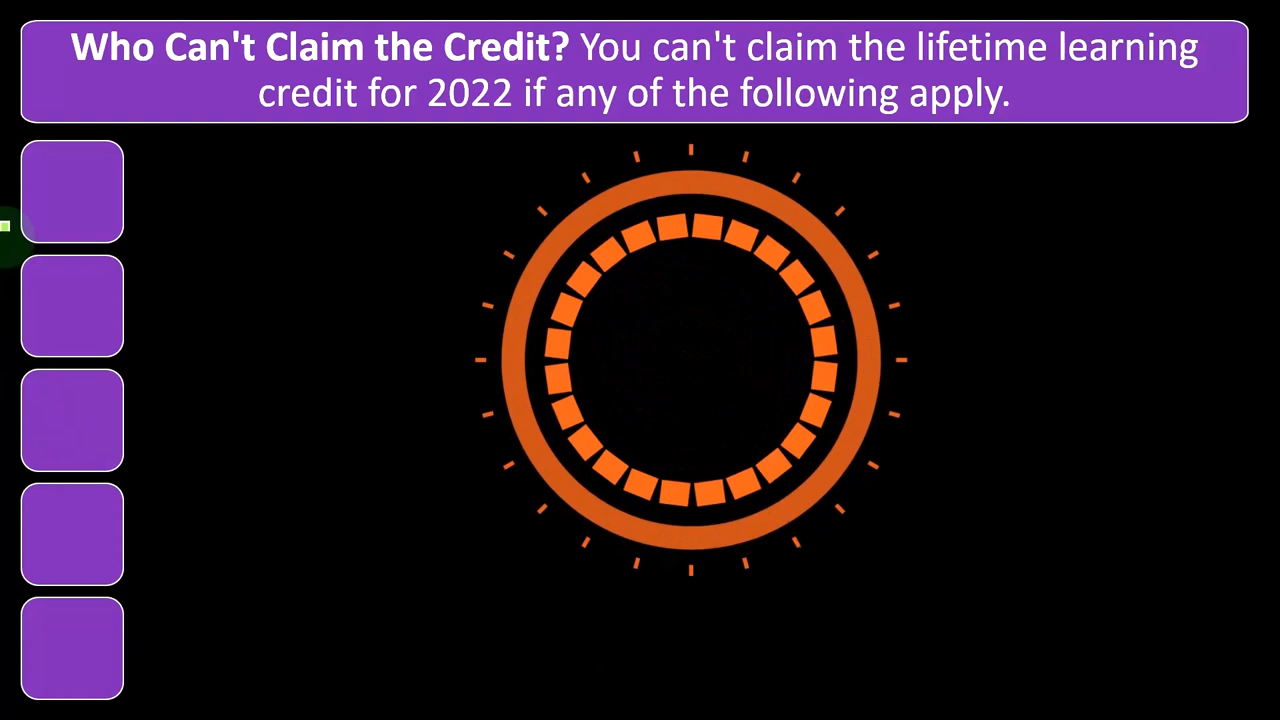 Who Can't Claim the Credit? You can't claim the lifetime learning
credit for 2022 if any of the following apply.